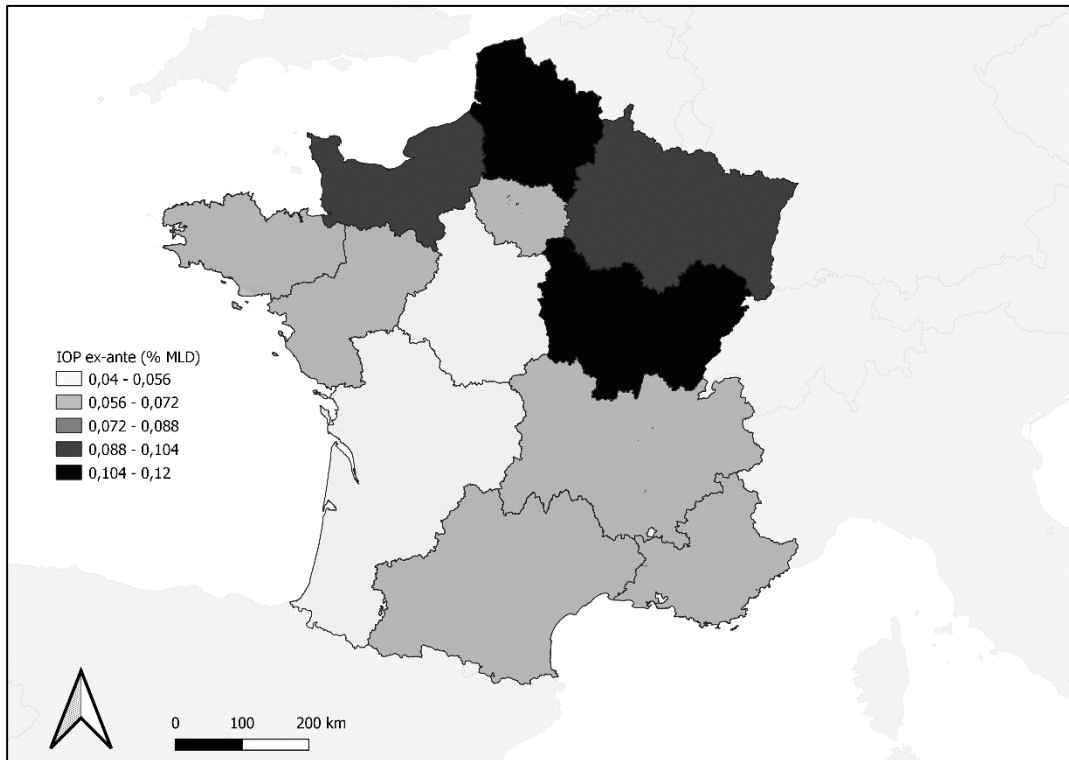 IOP ex-ante (% MLD)
0,04 - 0,056
0,056 - 0,072
0,072 - 0,088
0,088 - 0,104
0,104 - 0,12
0 100 200 km